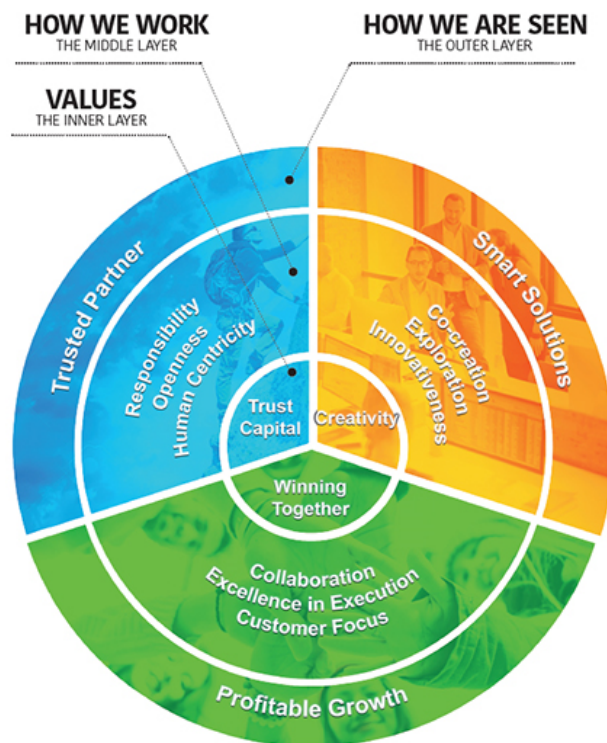 HOW WE WORK
THE MIDDLE LAYER
HOW WE ARE SEEN
THE OUTER LAYER
VALUES
THE INNER LAYER
Trusted Partner
Responsibility
Openness
Human Centricity
Trust
Capital
Smart Solutions
Co-creation
Exploration
Innovativeness
Creativity
Winning
Together
Collaboration
Excellence in Execution
Customer Focus
Profitable Growth